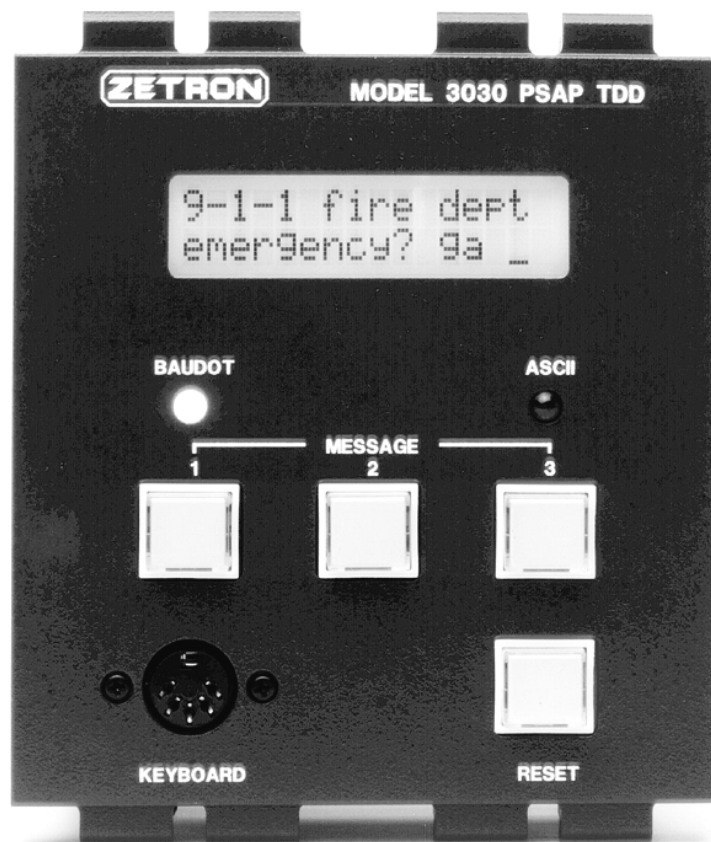 ZETRON
MODEL 3030 PSAP TDD
9-1-1 fire dept
emergency? ga _
BAUDOT
ASCII
MESSAGE
1 2 3
KEYBOARD
RESET